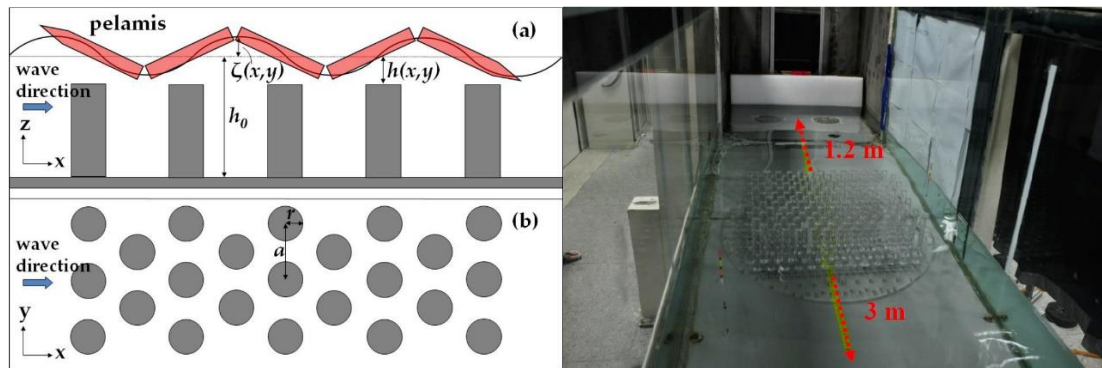 pelamis
(a)
ζ(x,y)
h(x,y)
wave
direction
h0
z
x
(b)
r
wave
direction
a
y
x
1.2 m
3 m